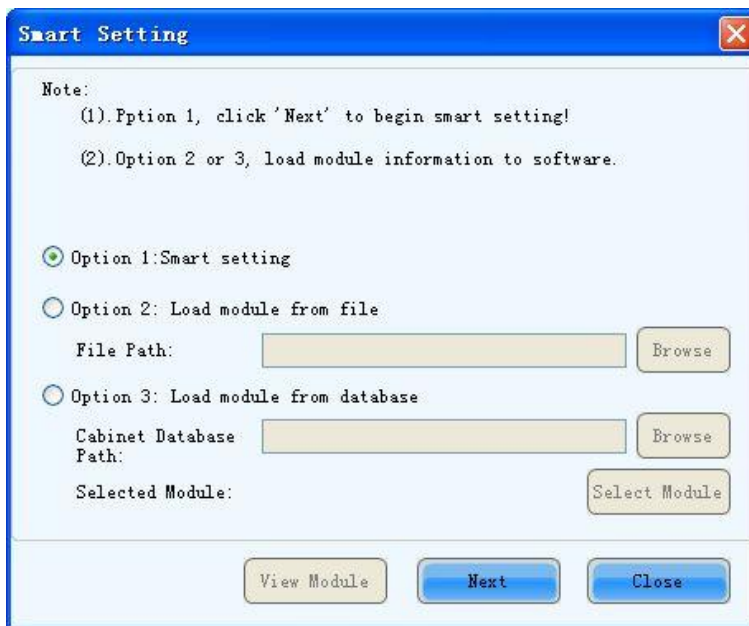 Smart Setting
Note:
(1).Pption 1, click 'Next' to begin smart setting!
(2).Option 2 or 3, load module information to software.
Option 1:Smart setting
Option 2: Load module from file
File Path:
Browse
Option 3: Load module from database
Cabinet Database
Path:
Browse
Selected Module:
Select Module
View Module
Next
Close